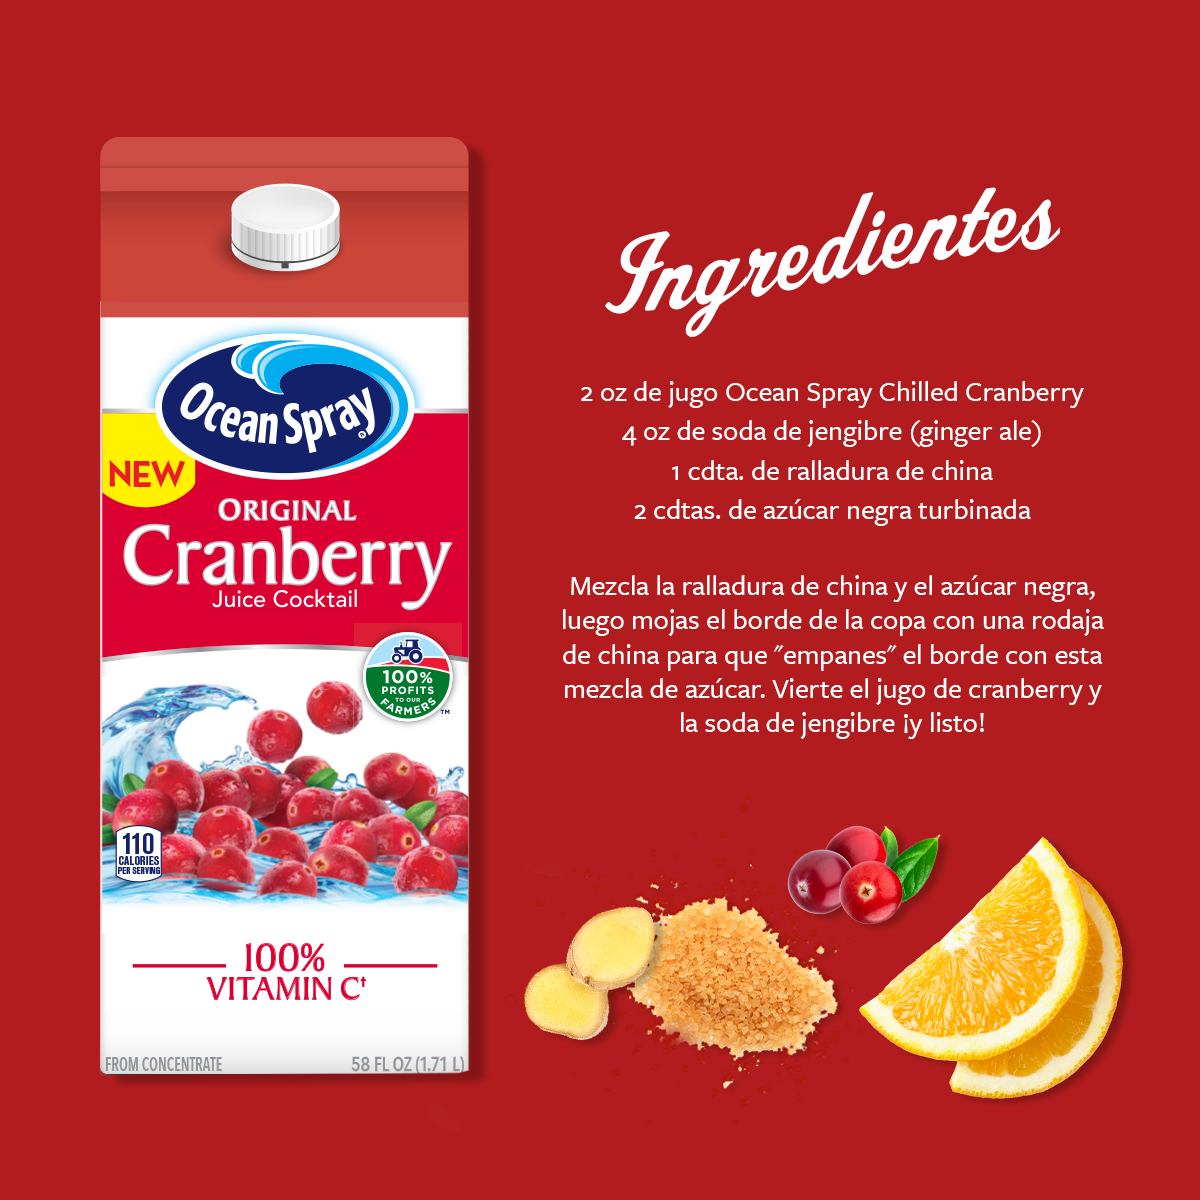 Ocean Spray®
NEW
ORIGINAL
Cranberry
Juice Cocktail
100%
PROFITS
TO OUR
FARMERS™
110
CALORIES
PER SERVING
100%
VITAMIN C†
FROM CONCENTRATE
58 FL OZ (1.71 L)
Ingredientes
2 oz de jugo Ocean Spray Chilled Cranberry
4 oz de soda de jengibre (ginger ale)
1 cdta. de ralladura de china
2 cdtas. de azúcar negra turbinada
Mezcla la ralladura de china y el azúcar negra,
luego mojas el borde de la copa con una rodaja
de china para que "empanes" el borde con esta
mezcla de azúcar. Vierte el jugo de cranberry y
la soda de jengibre ¡y listo!